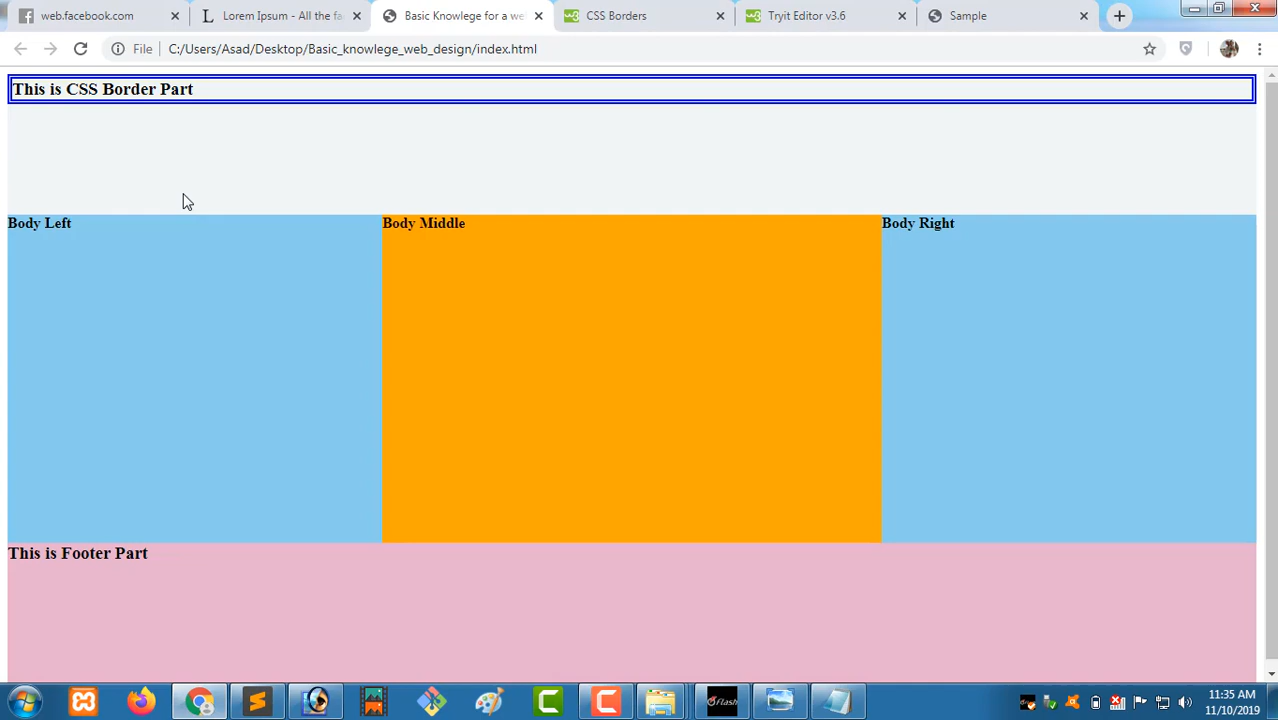 web.facebook.com
Lorem Ipsum - All the fa
Basic Knowlege for a we
CSS Borders
Tryit Editor v3.6
Sample
File
C:/Users/Asad/Desktop/Basic_knowlege_web_design/index.html
This is CSS Border Part
Body Left
Body Middle
Body Right
This is Footer Part
flash
11:35 AM
11/10/2019